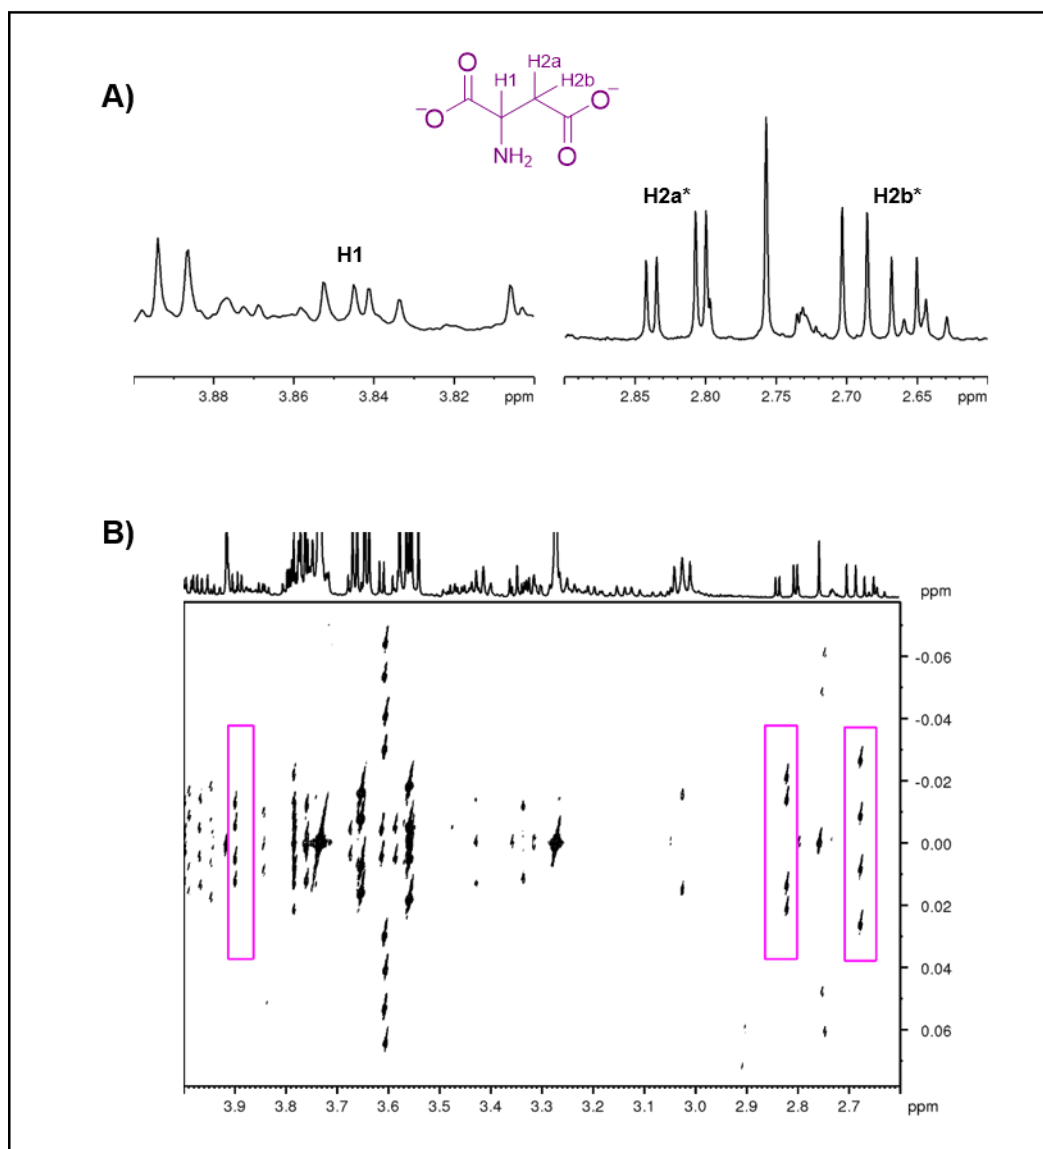 A)
O
H1
H2a
H2b
⁻O
NH₂
O⁻
O
H1
H2a*
H2b*
3.88 3.86 3.84 3.82 ppm
2.85 2.80 2.75 2.70 2.65 ppm
B)
ppm
-0.06
-0.04
-0.02
0.00
0.02
0.04
0.06
3.9 3.8 3.7 3.6 3.5 3.4 3.3 3.2 3.1 3.0 2.9 2.8 2.7 ppm